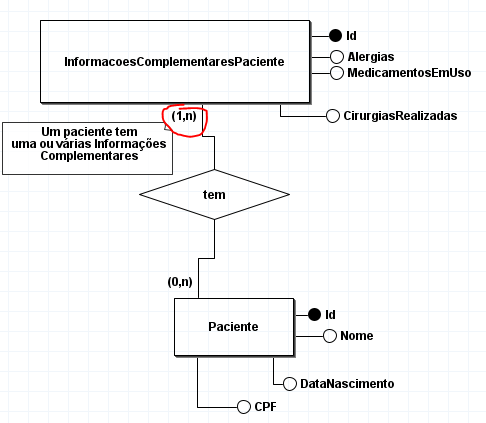 InformacoesComplementaresPaciente
Id
Alergias
MedicamentosEmUso
CirurgiasRealizadas
(1,n)
Um paciente tem
uma ou várias Informações
Complementares
tem
(0,n)
Paciente
Id
Nome
DataNascimento
CPF